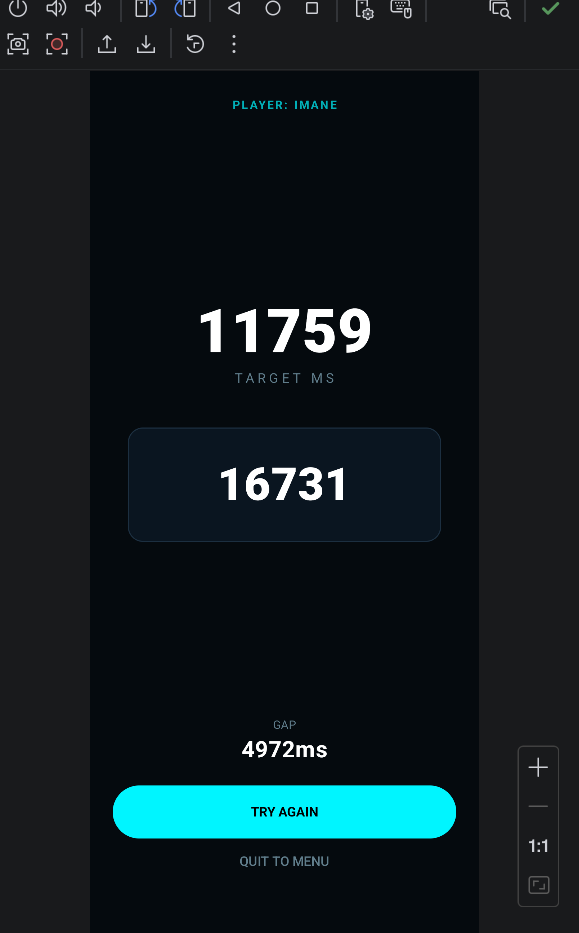 PLAYER: IMANE
11759
TARGET MS
16731
GAP
4972ms
TRY AGAIN
QUIT TO MENU
1:1